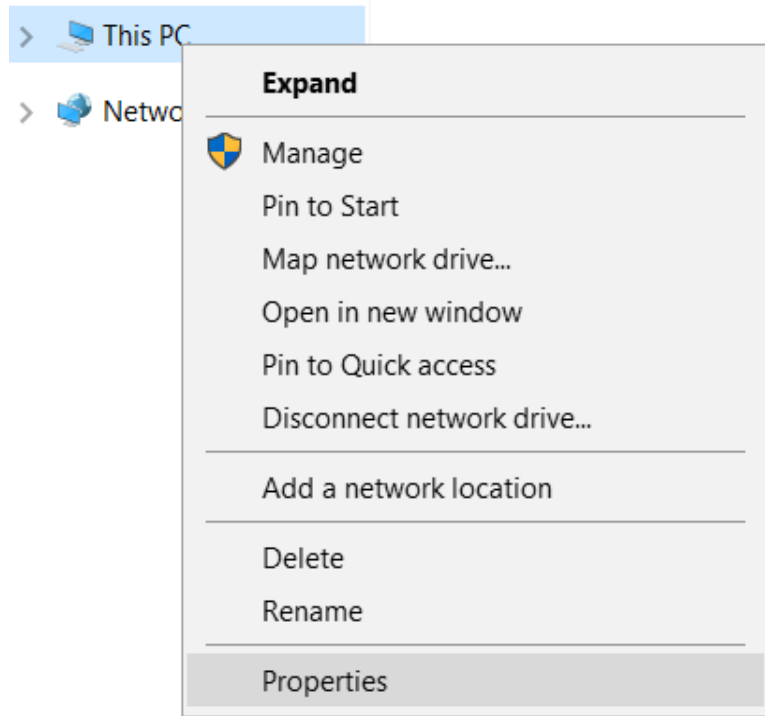 This PC
Expand
Netwo
Manage
Pin to Start
Map network drive...
Open in new window
Pin to Quick access
Disconnect network drive...
Add a network location
Delete
Rename
Properties